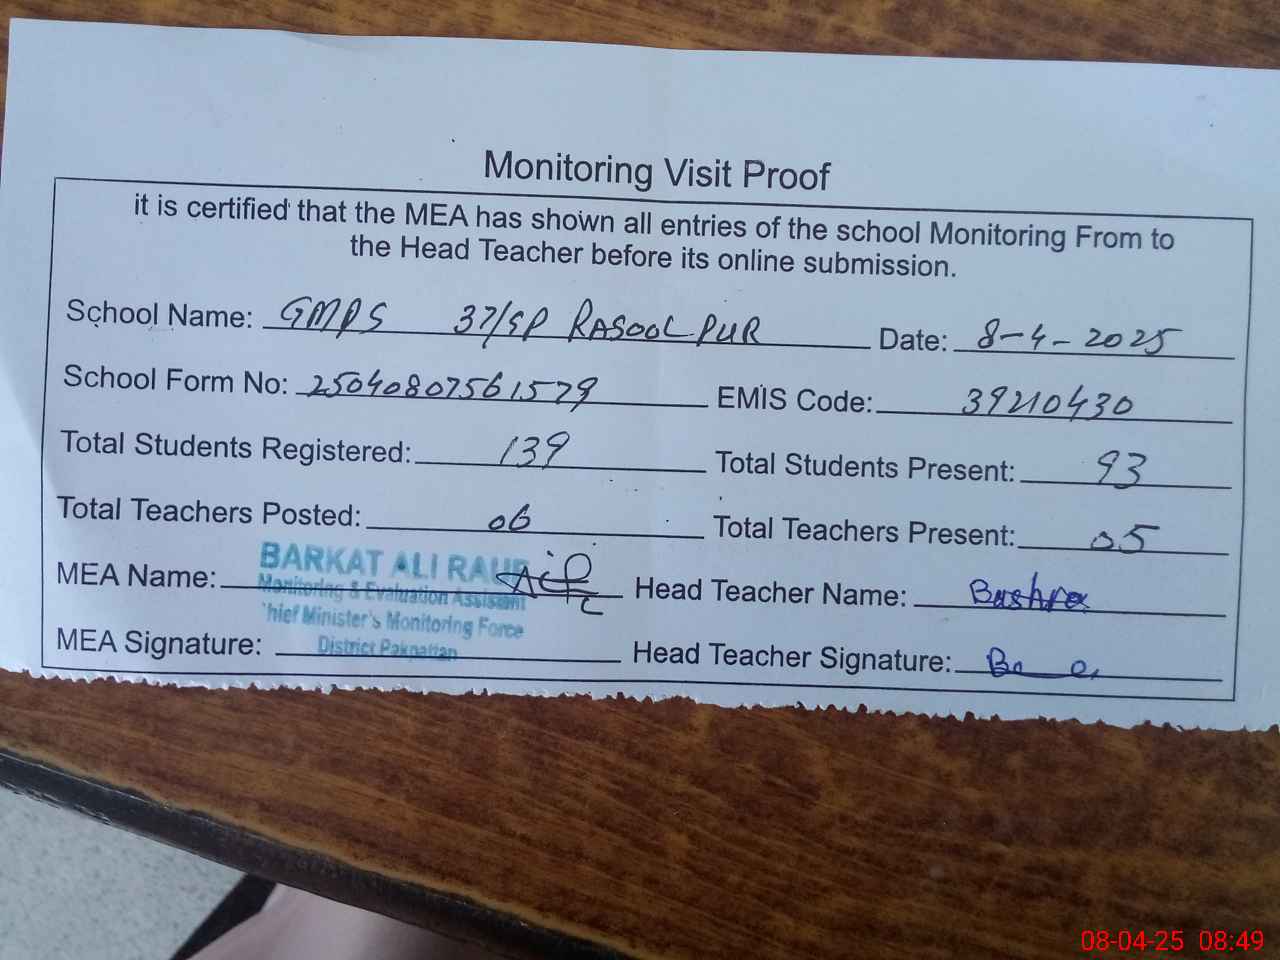 Monitoring Visit Proof
it is certified that the MEA has shown all entries of the school Monitoring From to
the Head Teacher before its online submission.
School Name: GMPS 37/SP RASOOLPUR Date: 8-4-2025
School Form No: 25040807561579 EMIS Code: 39210430
Total Students Registered: 139 Total Students Present: 93
Total Teachers Posted: 06 Total Teachers Present: 05
BARKAT ALI RAUF
MEA Name: Head Teacher Name: Bushra
Monitoring & Evaluation Assistant
hief Minister's Monitoring Force
MEA Signature: Head Teacher Signature:
District Pakpattan
08-04-25 08:49